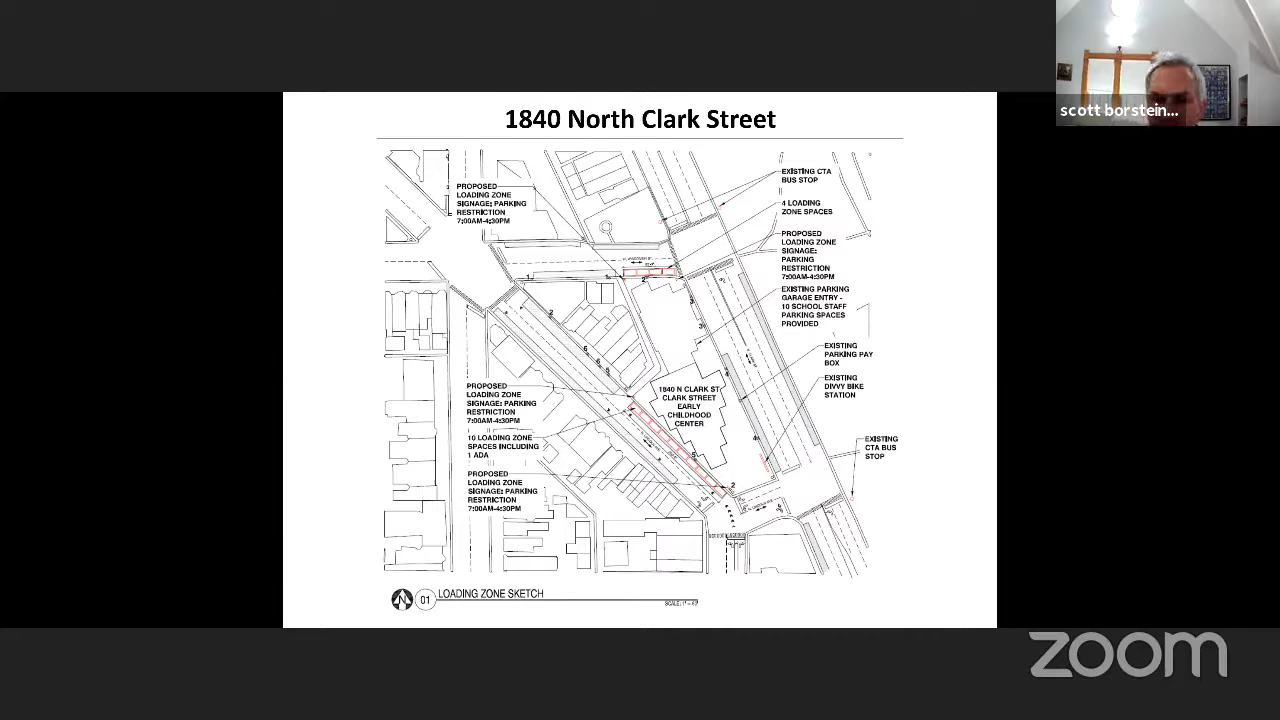 scott borstein...
1840 North Clark Street
PROPOSED
LOADING ZONE
SIGNAGE; PARKING
RESTRICTION
7:00AM-4:30PM
EXISTING CTA
BUS STOP
4 LOADING
ZONE SPACES
PROPOSED
LOADING ZONE
SIGNAGE:
PARKING
RESTRICTION
7:00AM-4:30PM
EXISTING PARKING
GARAGE ENTRY -
10 SCHOOL STAFF
PARKING SPACES
PROVIDED
EXISTING
PARKING PAY
BOX
EXISTING
DIVVY BIKE
STATION
1840 N CLARK ST
CLARK STREET
EARLY
CHILDHOOD
CENTER
PROPOSED
LOADING ZONE
SIGNAGE; PARKING
RESTRICTION
7:00AM-4:30PM
10 LOADING ZONE
SPACES INCLUDING
1 ADA
PROPOSED
LOADING ZONE
SIGNAGE; PARKING
RESTRICTION
7:00AM-4:30PM
EXISTING
CTA BUS
STOP
N
01
LOADING ZONE SKETCH
zoom